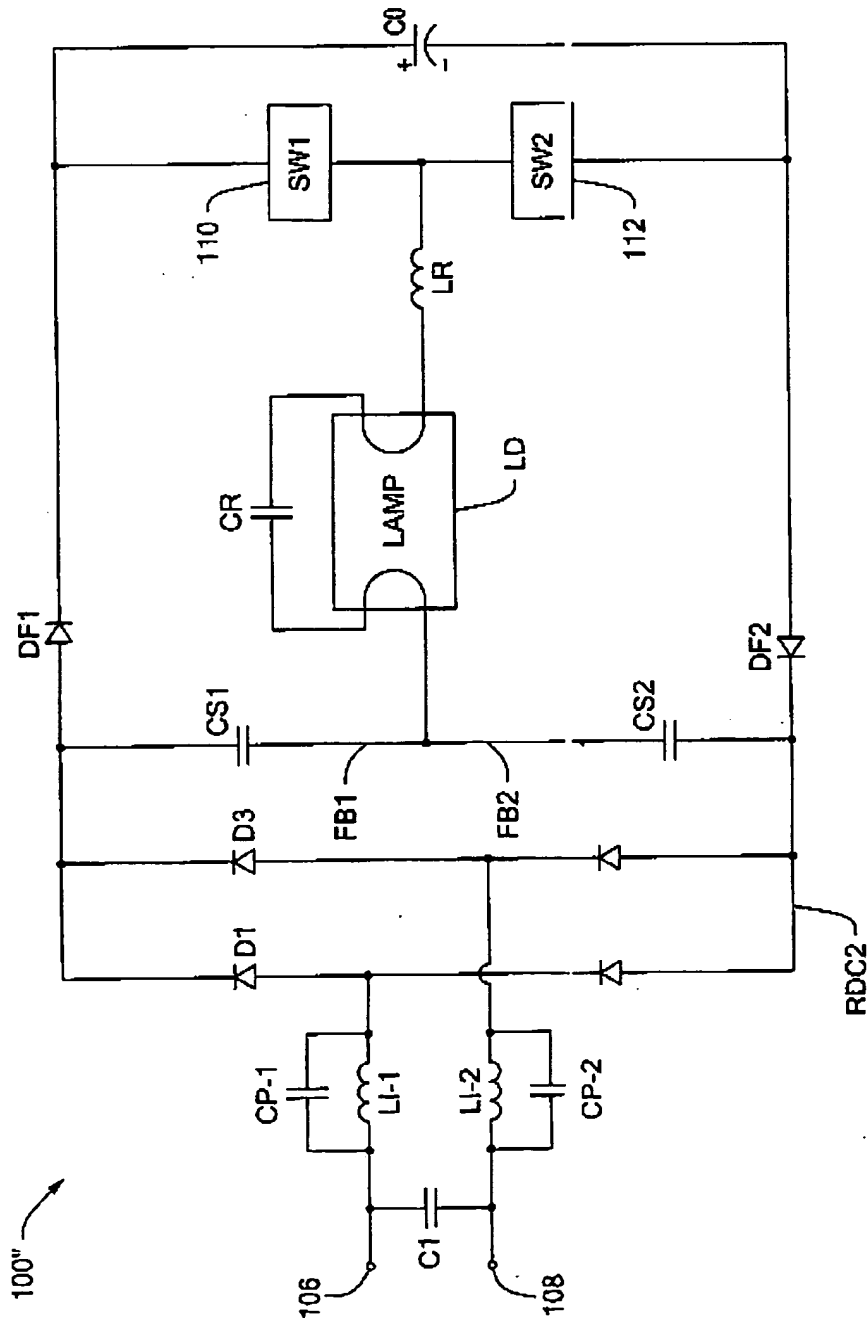 100"
106
108
C1
CP-1
LI-1
LI-2
CP-2
D1
D3
RDC2
CS1
FB1
FB2
CS2
DF1
DF2
CR
LAMP
LD
LR
110
SW1
SW2
112
C0
+
-